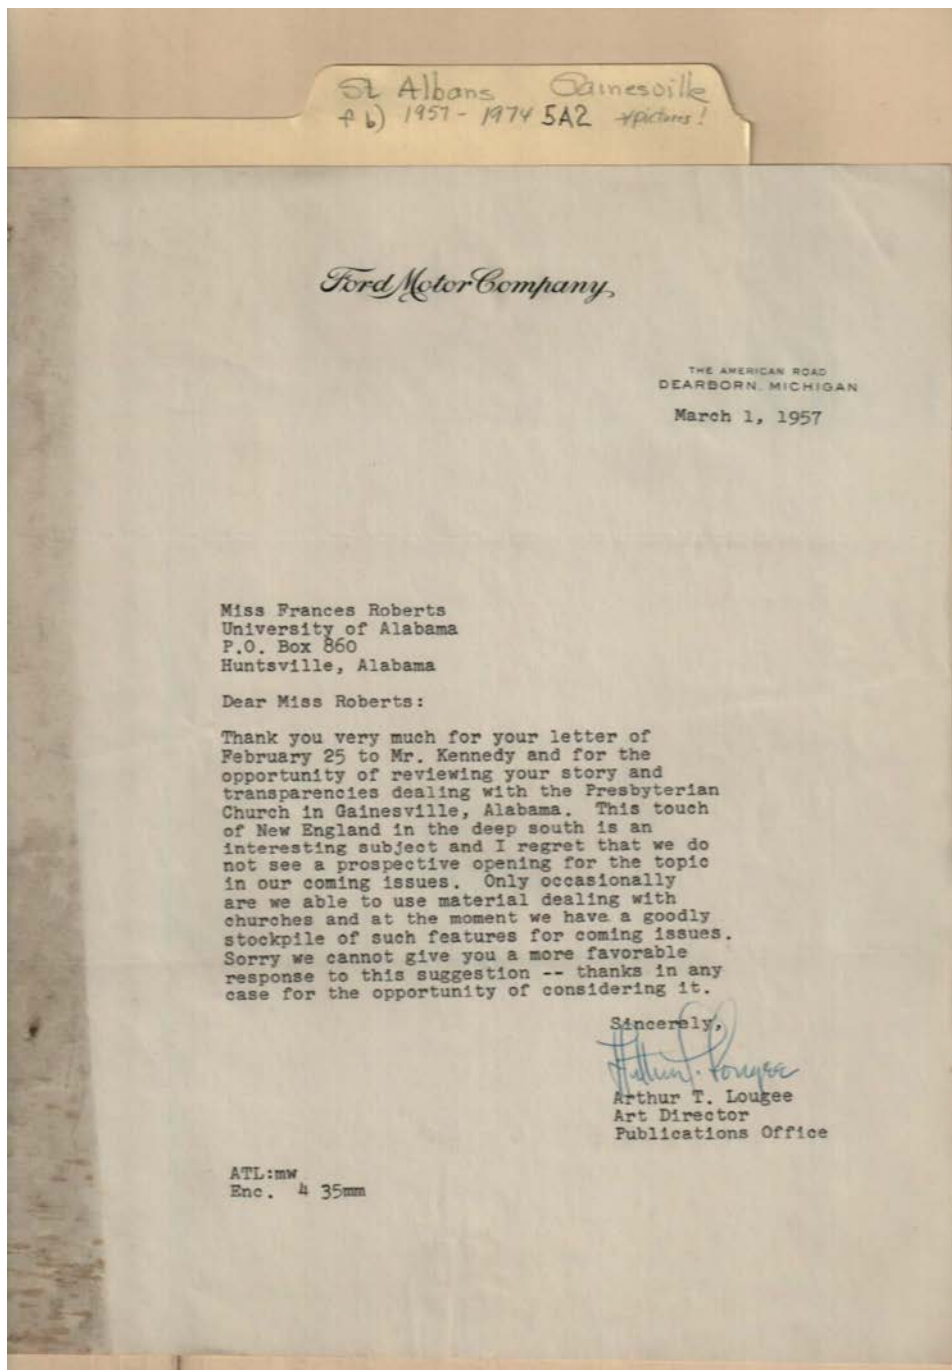 St Albans Gainesville
f b) 1957 - 1974 5A2 +pictures!
Ford Motor Company,
THE AMERICAN ROAD
DEARBORN, MICHIGAN
March 1, 1957
Miss Frances Roberts
University of Alabama
P.O. Box 860
Huntsville, Alabama
Dear Miss Roberts:
Thank you very much for your letter of
February 25 to Mr. Kennedy and for the
opportunity of reviewing your story and
transparencies dealing with the Presbyterian
Church in Gainesville, Alabama. This touch
of New England in the deep south is an
interesting subject and I regret that we do
not see a prospective opening for the topic
in our coming issues. Only occasionally
are we able to use material dealing with
churches and at the moment we have a goodly
stockpile of such features for coming issues.
Sorry we cannot give you a more favorable
response to this suggestion -- thanks in any
case for the opportunity of considering it.
Sincerely,
Arthur T. Lougee
Arthur T. Lougee
Art Director
Publications Office
ATL:mw
Enc. 4 35mm